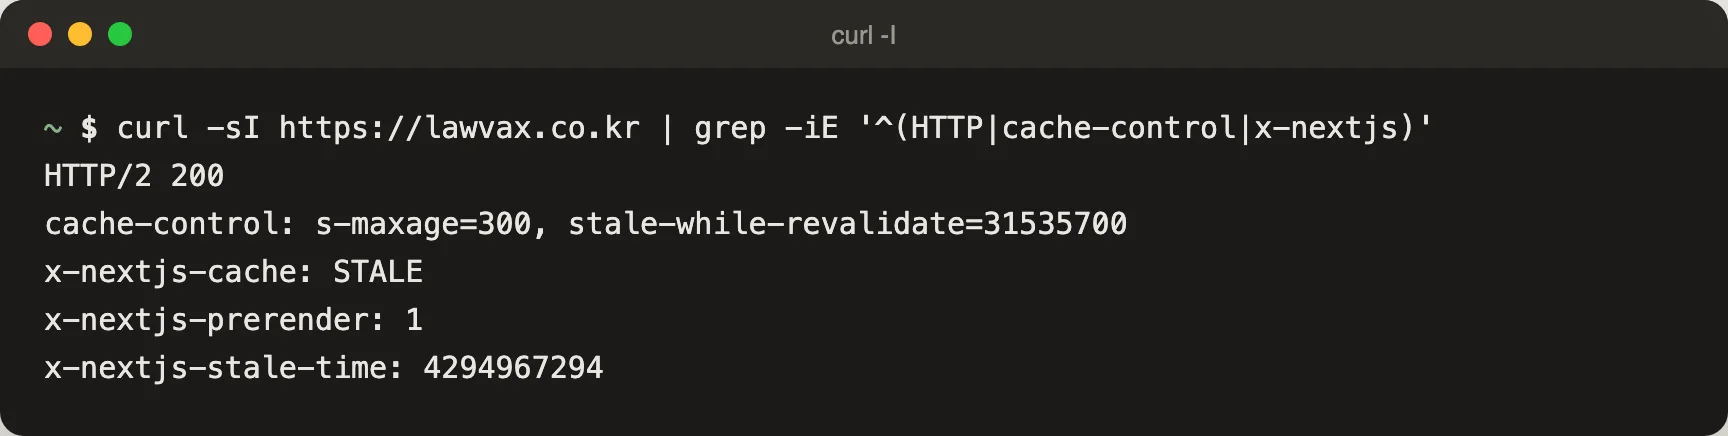 curl -I
~ $ curl -sI https://lawvax.co.kr | grep -iE '^(HTTP|cache-control|x-nextjs)'
HTTP/2 200
cache-control: s-maxage=300, stale-while-revalidate=31535700
x-nextjs-cache: STALE
x-nextjs-prerender: 1
x-nextjs-stale-time: 4294967294